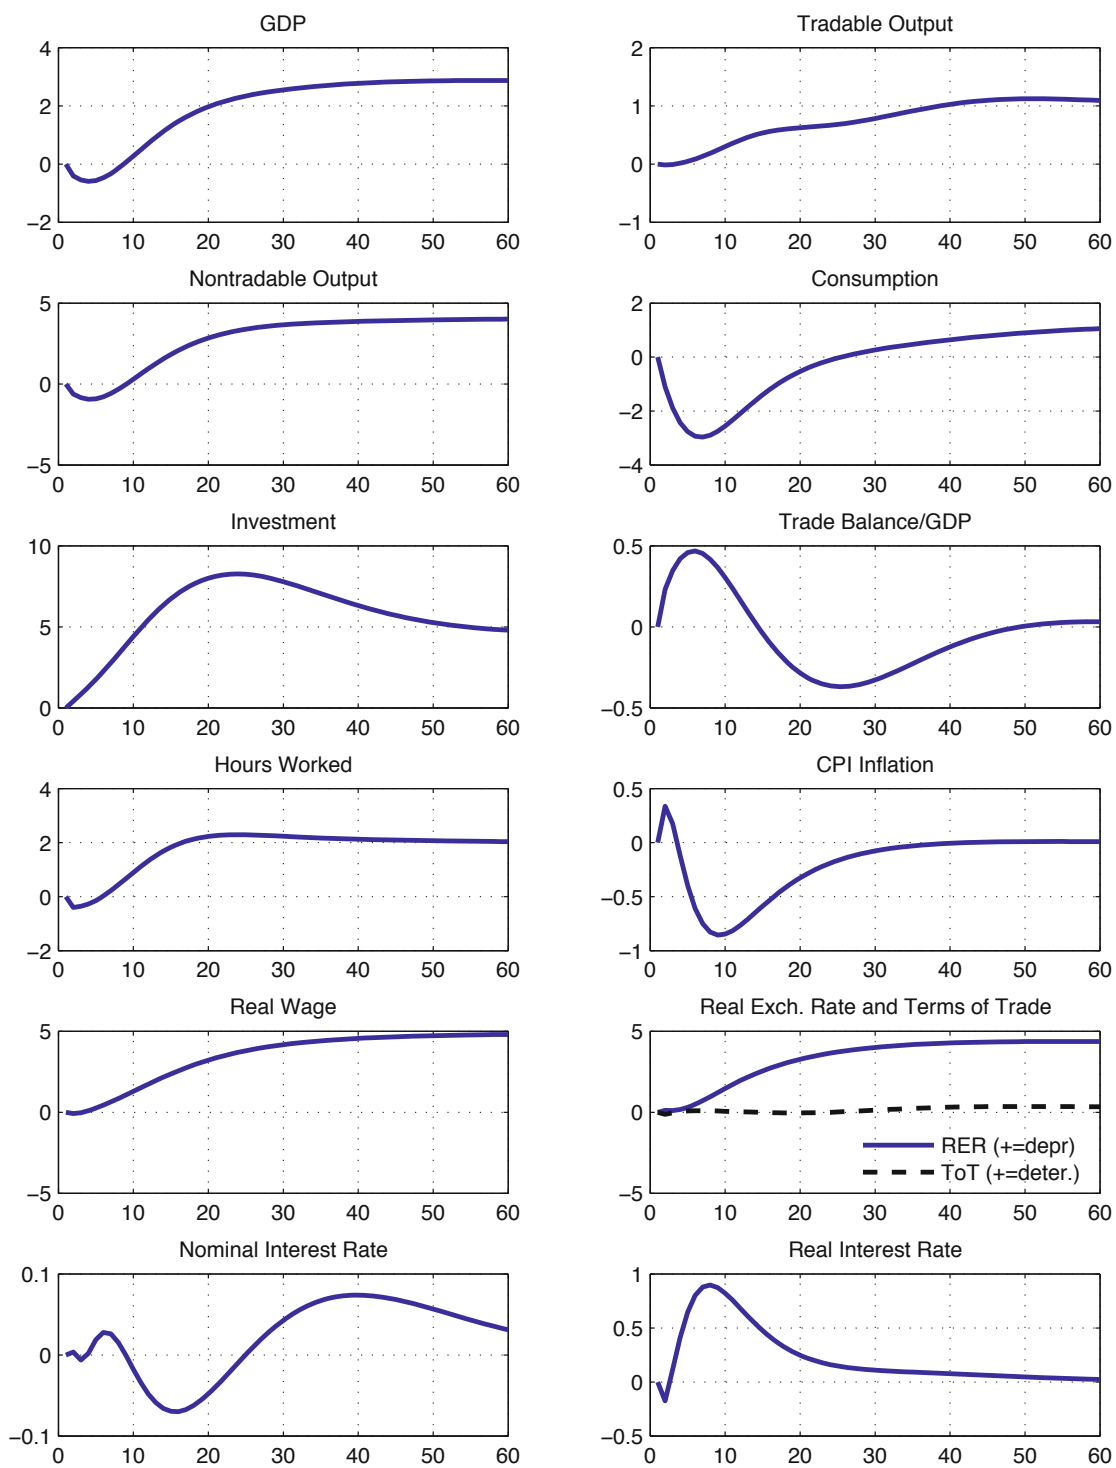 GDP
4
2
0
−2
0 10 20 30 40 50 60
Tradable Output
2
1
0
−1
0 10 20 30 40 50 60
Nontradable Output
5
0
−5
0 10 20 30 40 50 60
Consumption
2
0
−2
−4
0 10 20 30 40 50 60
Investment
10
5
0
0 10 20 30 40 50 60
Trade Balance/GDP
0.5
0
−0.5
0 10 20 30 40 50 60
Hours Worked
4
2
0
−2
0 10 20 30 40 50 60
CPI Inflation
0.5
0
−0.5
−1
0 10 20 30 40 50 60
Real Wage
5
0
−5
0 10 20 30 40 50 60
Real Exch. Rate and Terms of Trade
5
0
−5
RER (+=depr)
ToT (+=deter.)
0 10 20 30 40 50 60
Nominal Interest Rate
0.1
0
−0.1
0 10 20 30 40 50 60
Real Interest Rate
1
0.5
0
−0.5
0 10 20 30 40 50 60